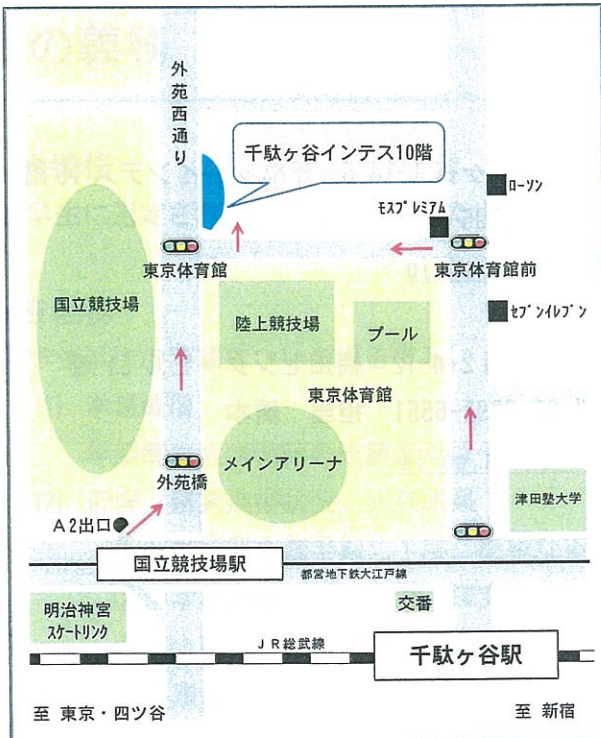 外苑西通り
千駄ヶ谷インテス10階
ローソン
モスプレミアム
東京体育館
東京体育館前
国立競技場
陸上競技場
プール
セブンイレブン
東京体育館
メインアリーナ
外苑橋
津田塾大学
A2出口
国立競技場駅
都営地下鉄大江戸線
明治神宮
スケートリンク
交番
JR総武線
千駄ヶ谷駅
至 東京・四ツ谷
至 新宿